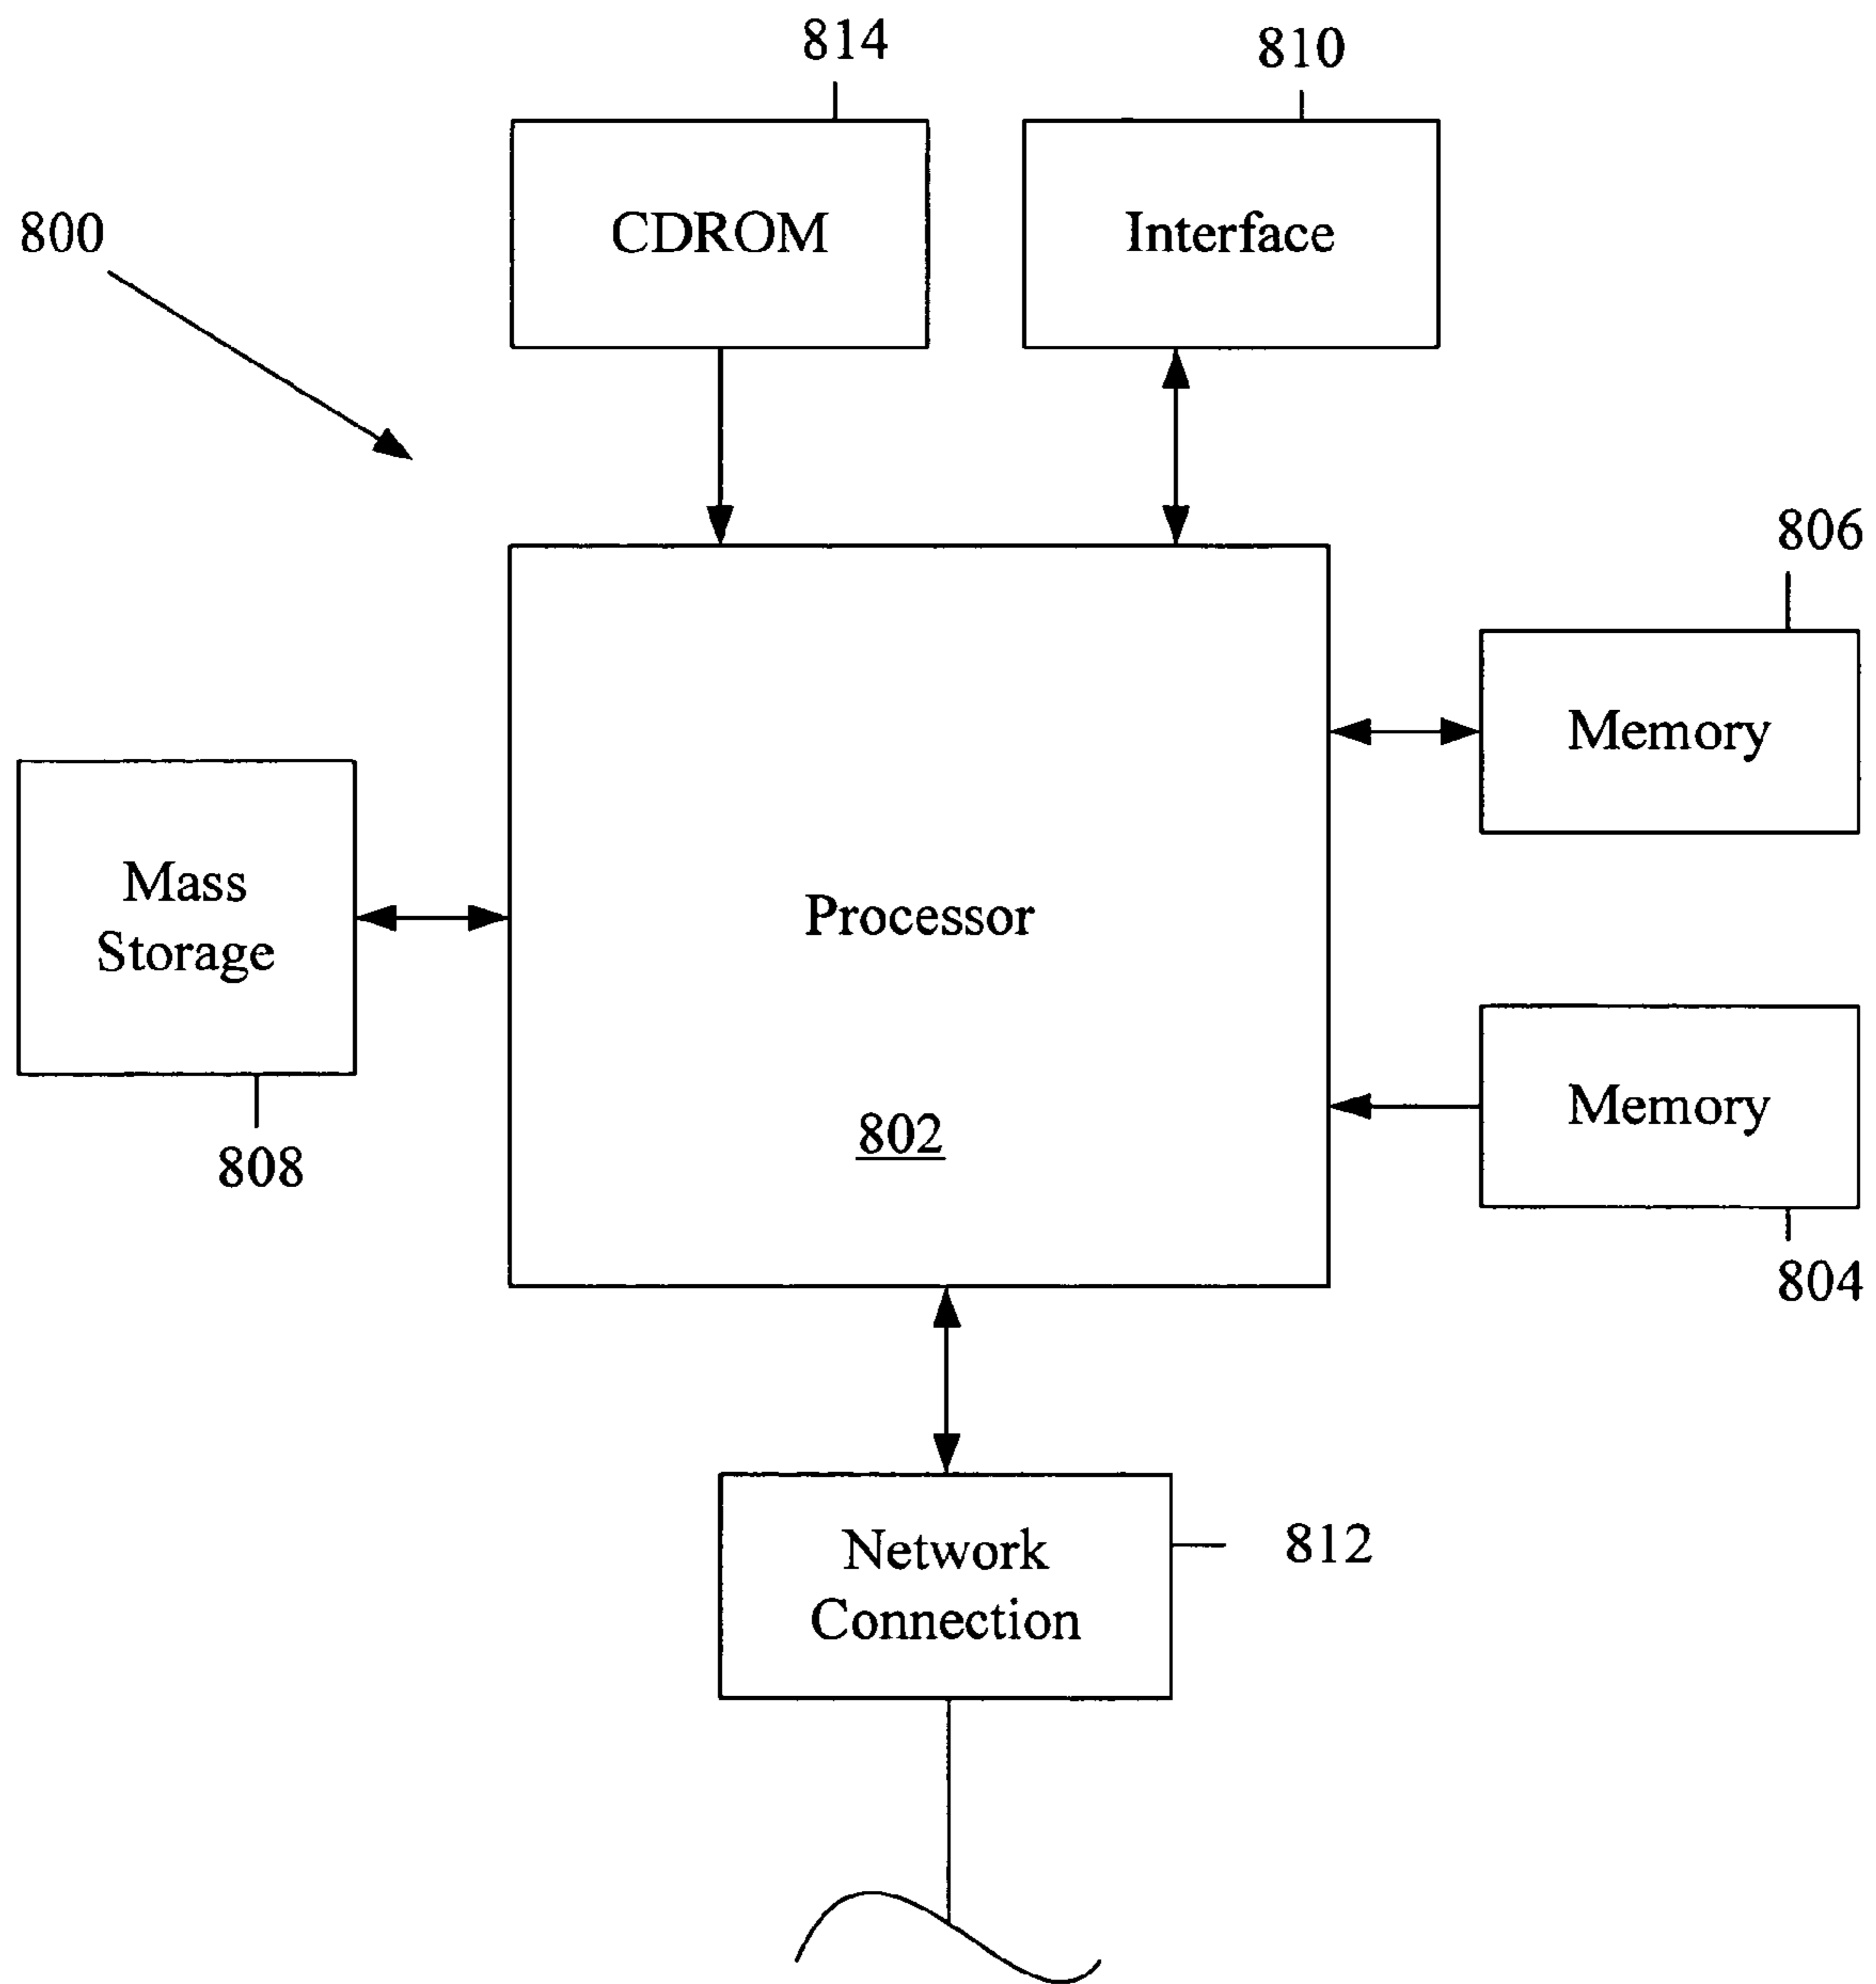 814
810
CDROM
Interface
800
806
Memory
Mass
Storage
Processor
Memory
802
808
804
Network
Connection
812